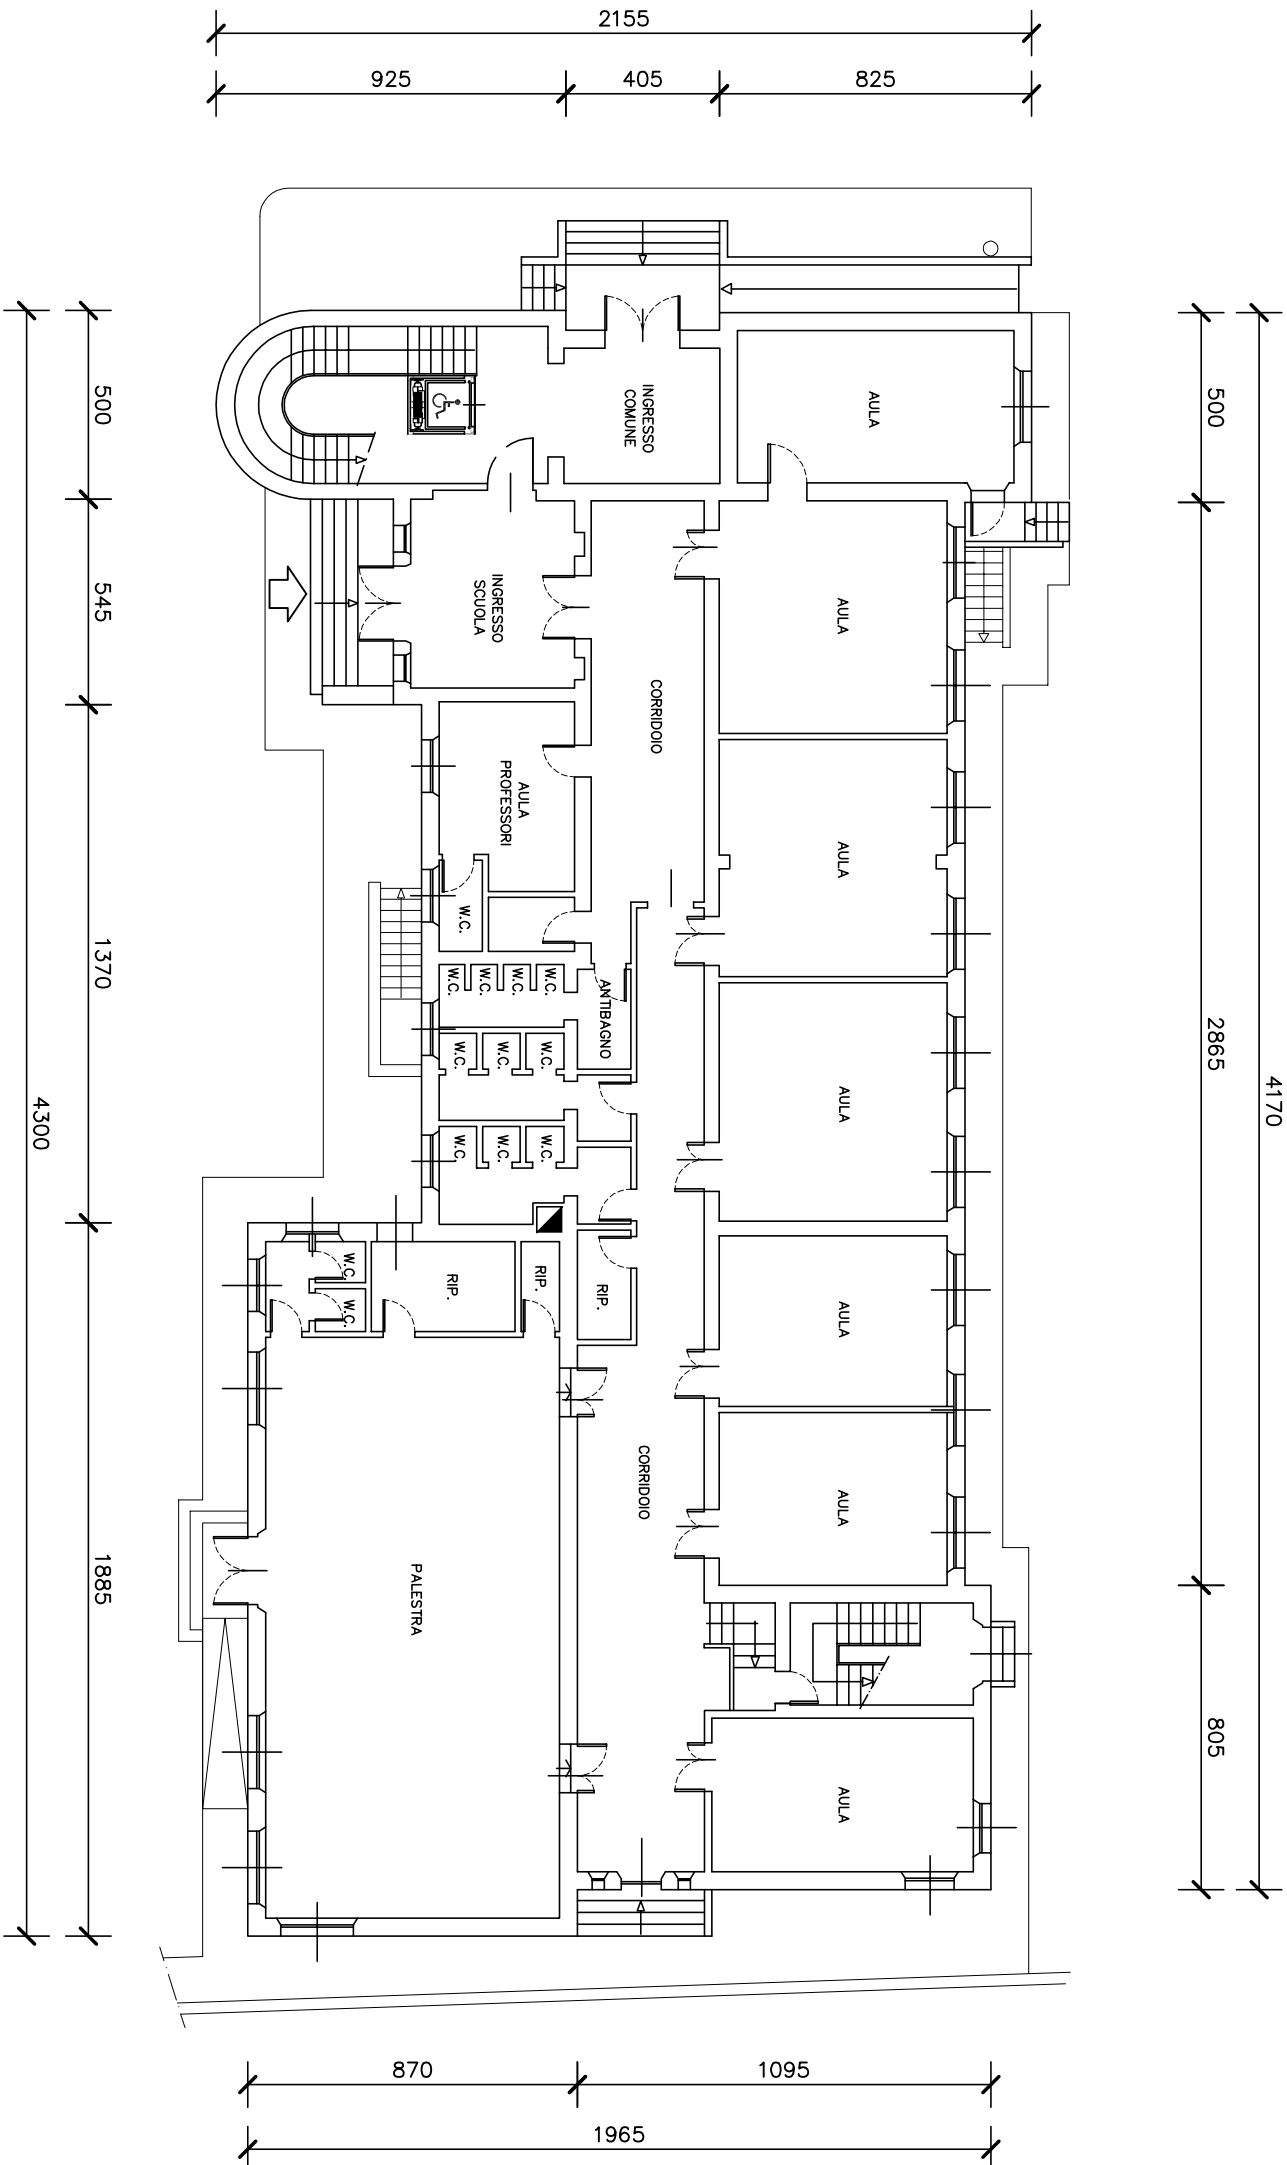 2155
925
405
825
500
545
1370
1885
4300
500
2865
805
4170
AULA
INGRESSO
COMUNE
INGRESSO
SCUOLA
AULA
CORRIDOIO
AULA
PROFESSORI
AULA
W.C.
W.C.
W.C.
W.C.
W.C.
ANTIBAGNO
W.C.
W.C.
W.C.
AULA
W.C.
W.C.
W.C.
W.C.
W.C.
RIP.
RIP.
RIP.
AULA
CORRIDOIO
AULA
PALESTRA
AULA
870
1095
1965